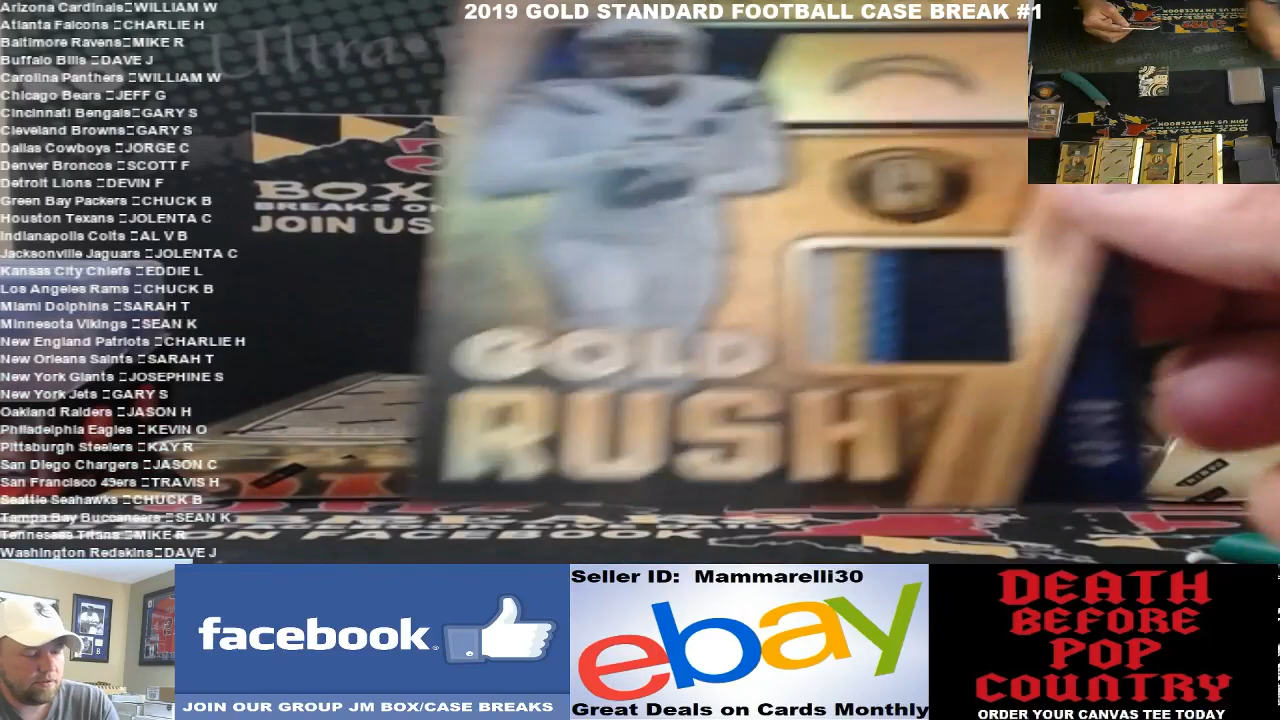 2019 GOLD STANDARD FOOTBALL CASE BREAK #1
Arizona Cardinals WILLIAM W
Atlanta Falcons CHARLIE H
Baltimore Ravens MIKE R
Buffalo Bills DAVE J
Carolina Panthers WILLIAM W
Chicago Bears JEFF G
Cincinnati Bengals GARY S
Cleveland Browns GARY S
Dallas Cowboys JORGE C
Denver Broncos SCOTT F
Detroit Lions DEVIN F
Green Bay Packers CHUCK B
Houston Texans JOLENTA C
Indianapolis Colts AL V B
Jacksonville Jaguars JOLENTA C
Kansas City Chiefs EDDIE L
Los Angeles Rams CHUCK B
Miami Dolphins SARAH T
Minnesota Vikings SEAN K
New England Patriots CHARLIE H
New Orleans Saints SARAH T
New York Giants JOSEPHINE S
New York Jets GARY S
Oakland Raiders JASON H
Philadelphia Eagles KEVIN O
Pittsburgh Steelers KAY R
San Diego Chargers JASON C
San Francisco 49ers TRAVIS H
Seattle Seahawks CHUCK B
Tampa Bay Buccaneers SEAN K
Tennessee Titans MIKE R
Washington Redskins DAVE J
Ultra
BOX
BREAKS ON
JOIN US
GOLD
RUSH
ON FACEBOOK
facebook
JOIN OUR GROUP JM BOX/CASE BREAKS
Seller ID: Mammarelli30
ebay
Great Deals on Cards Monthly
DEATH
BEFORE
POP
COUNTRY
ORDER YOUR CANVAS TEE TODAY